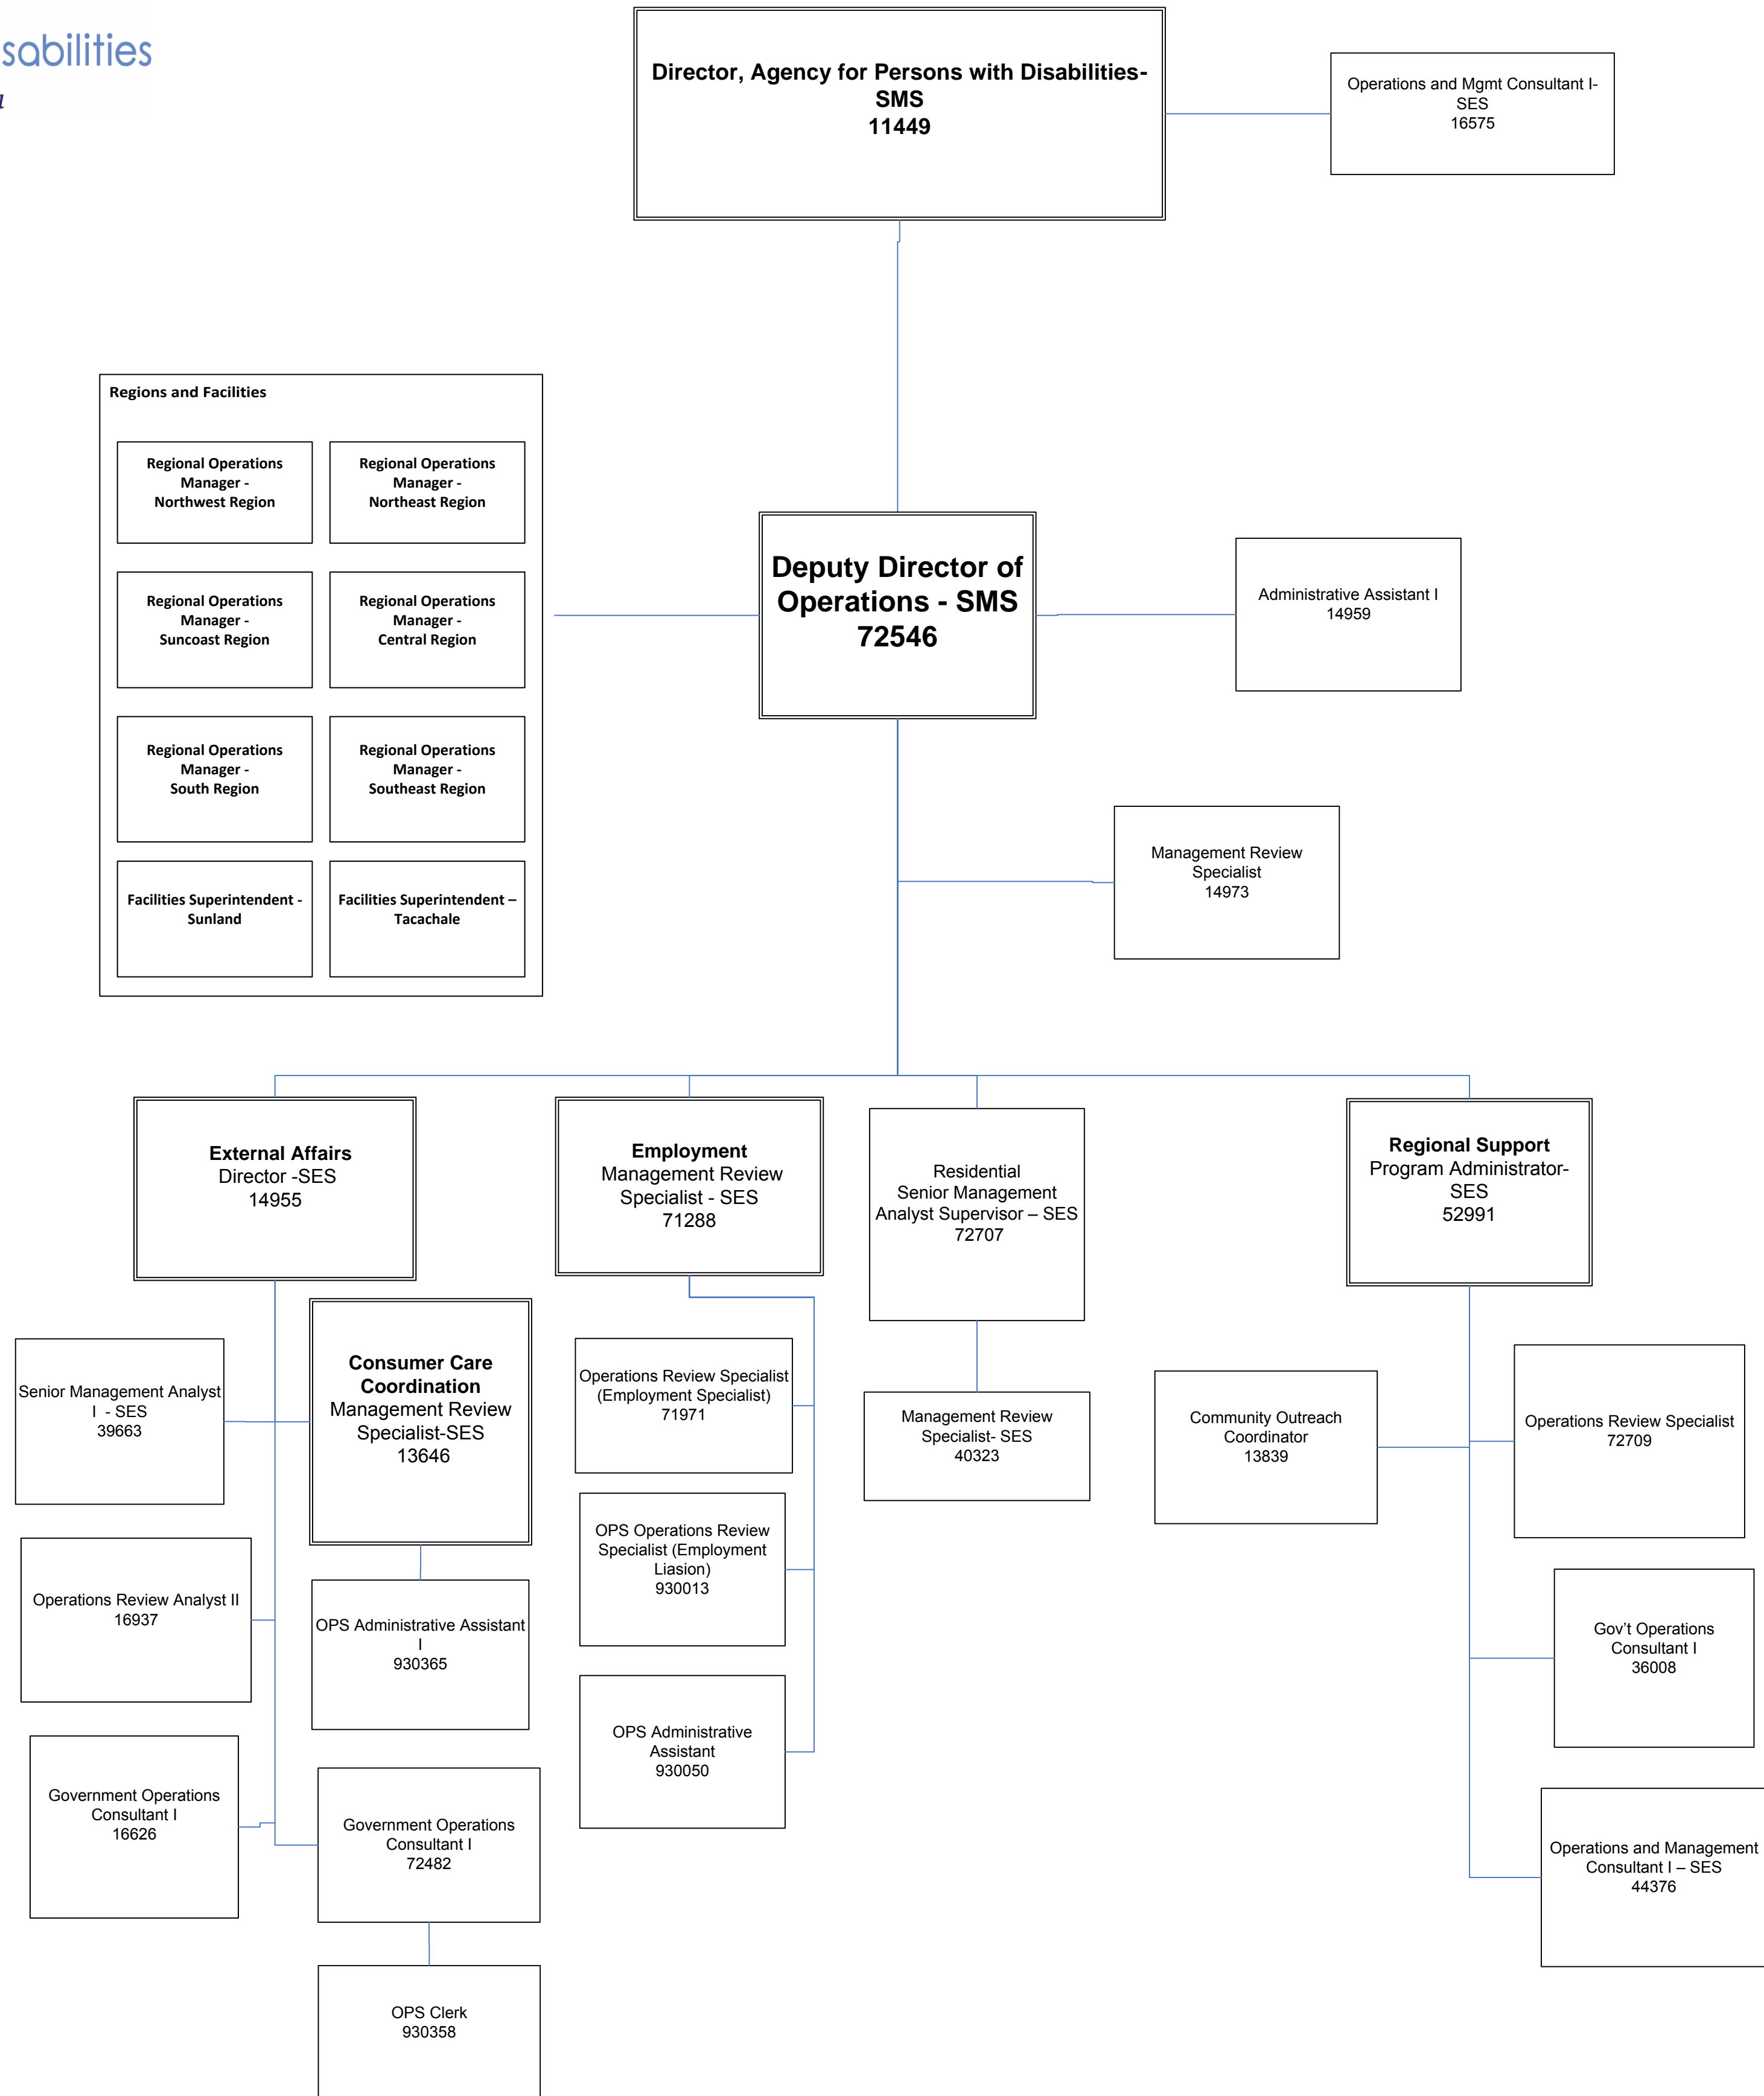 sabilities
Director, Agency for Persons with Disabilities-
SMS
11449
Operations and Mgmt Consultant I-
SES
16575
Regions and Facilities
Regional Operations
Manager -
Northwest Region
Regional Operations
Manager -
Northeast Region
Regional Operations
Manager -
Suncoast Region
Regional Operations
Manager -
Central Region
Regional Operations
Manager -
South Region
Regional Operations
Manager -
Southeast Region
Facilities Superintendent -
Sunland
Facilities Superintendent –
Tacachale
Deputy Director of
Operations - SMS
72546
Administrative Assistant I
14959
Management Review
Specialist
14973
External Affairs
Director -SES
14955
Employment
Management Review
Specialist - SES
71288
Residential
Senior Management
Analyst Supervisor – SES
72707
Regional Support
Program Administrator-
SES
52991
Senior Management Analyst
I - SES
39663
Consumer Care
Coordination
Management Review
Specialist-SES
13646
Operations Review Specialist
(Employment Specialist)
71971
Management Review
Specialist- SES
40323
Community Outreach
Coordinator
13839
Operations Review Specialist
72709
Operations Review Analyst II
16937
OPS Administrative Assistant
I
930365
OPS Operations Review
Specialist (Employment
Liasion)
930013
Gov’t Operations
Consultant I
36008
Government Operations
Consultant I
16626
Government Operations
Consultant I
72482
OPS Administrative
Assistant
930050
Operations and Management
Consultant I – SES
44376
OPS Clerk
930358